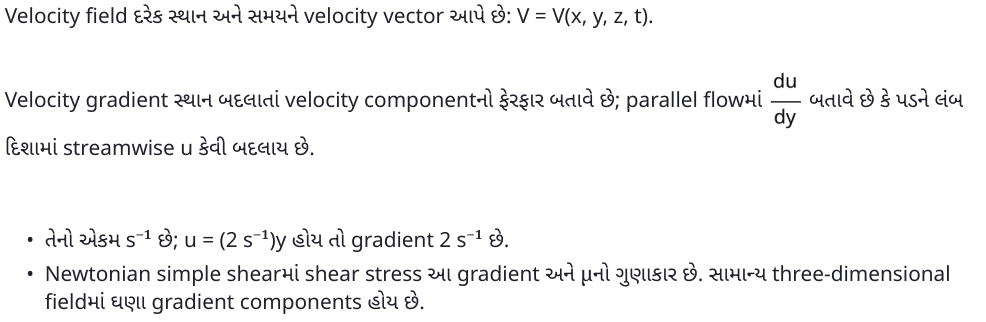 Velocity field દરેક સ્થાન અને સમયને velocity vector આપે છે: V = V(x, y, z, t).
Velocity gradient સ્થાન બદલાતાં velocity componentનો ફેરફાર બતાવે છે; parallel flowમાં du/dy બતાવે છે કે પડને લંબ
દિશામાં streamwise u કેવી બદલાય છે.
• તેનો એકમ s⁻¹ છે; u = (2 s⁻¹)y હોય તો gradient 2 s⁻¹ છે.
• Newtonian simple shearમાં shear stress આ gradient અને μનો ગુણાકાર છે. સામાન્ય three-dimensional
fieldમાં ઘણા gradient components હોય છે.